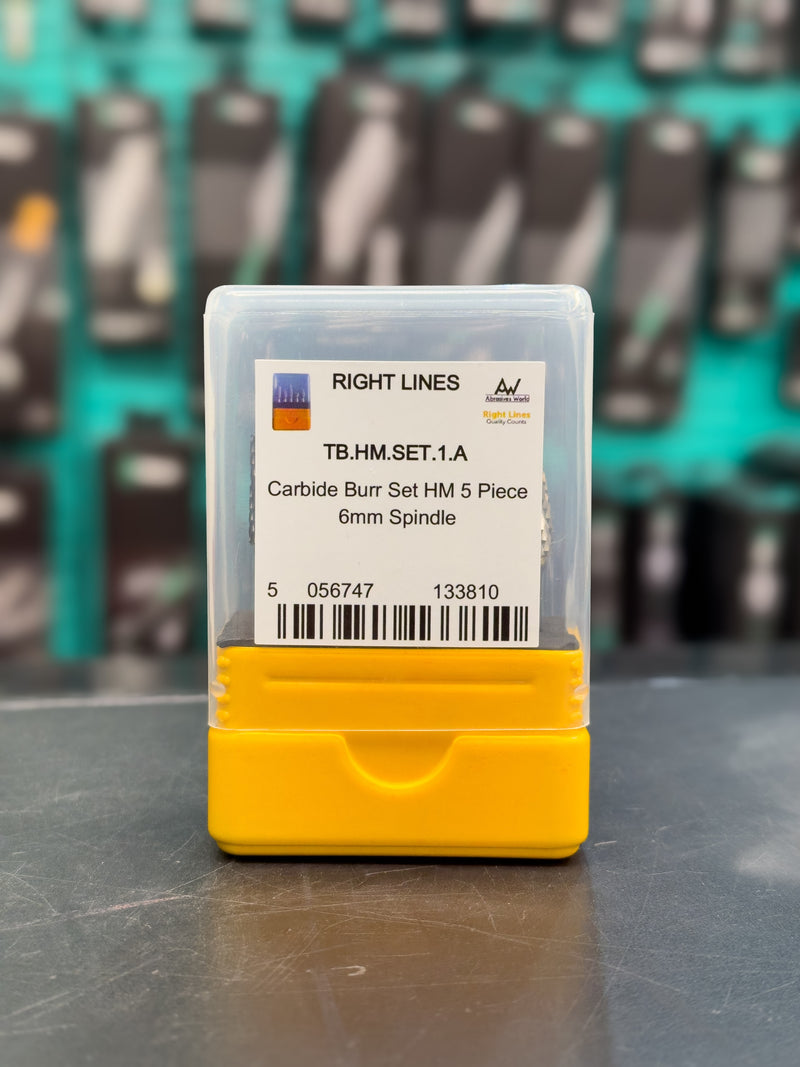 RIGHT LINES
AW
Abrasives World
Right Lines
Quality Counts
TB.HM.SET.1.A
Carbide Burr Set HM 5 Piece
6mm Spindle
5 056747 133810